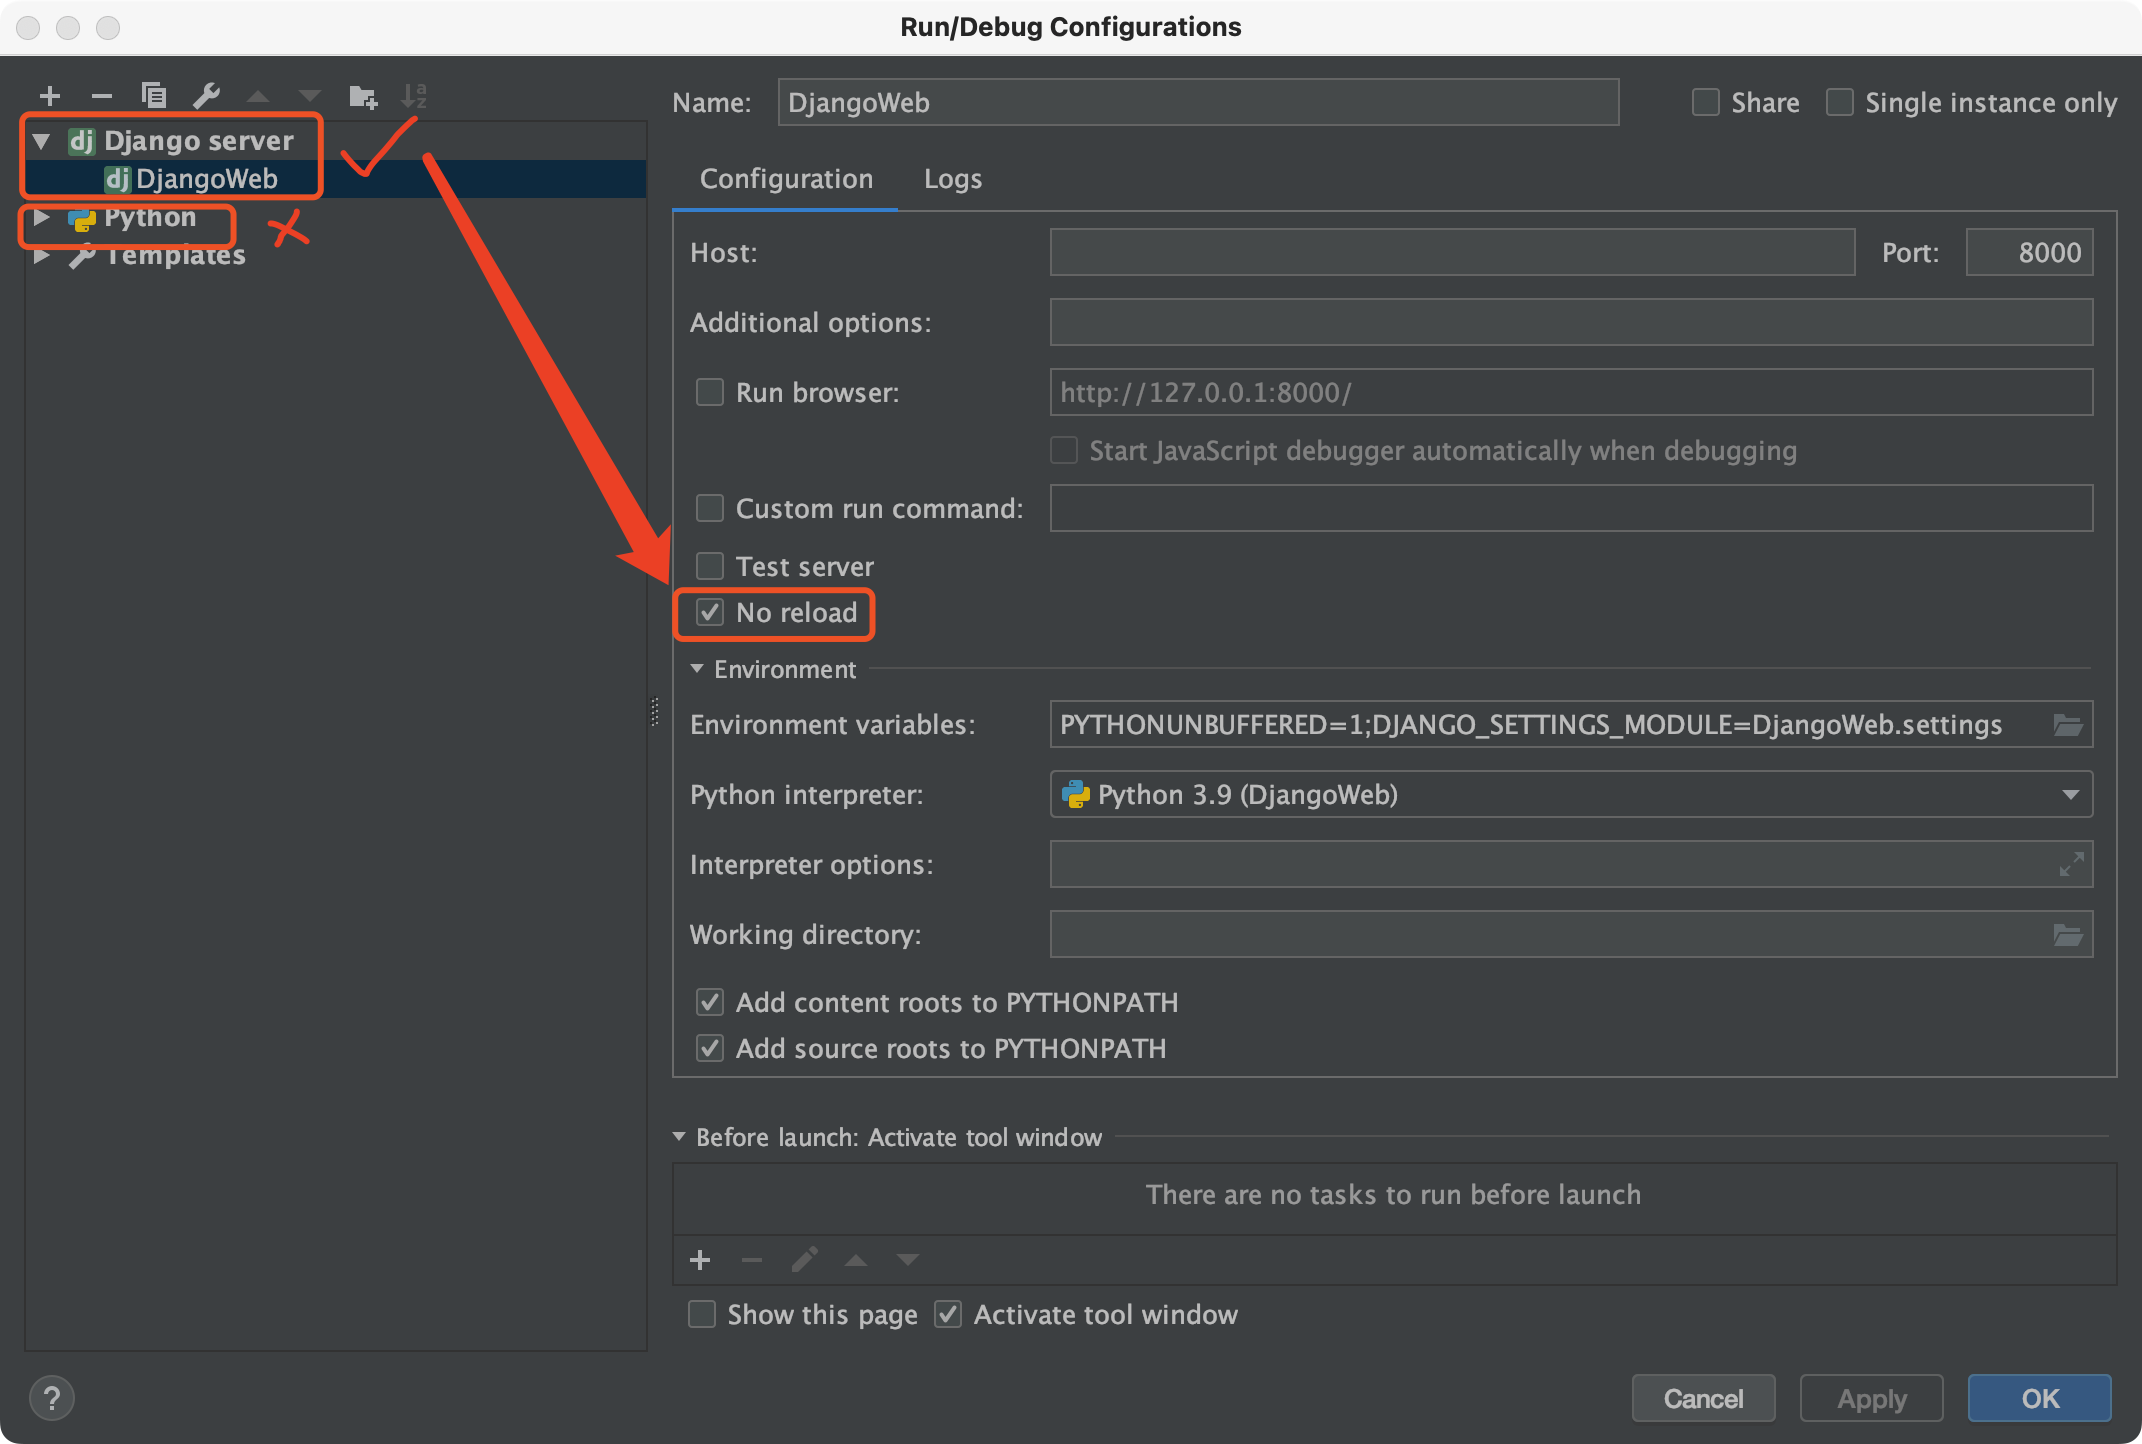 Run/Debug Configurations
Django server
DjangoWeb
Python
Templates
Name: DjangoWeb Share Single instance only
Configuration Logs
Host: Port: 8000
Additional options:
Run browser: http://127.0.0.1:8000/
Start JavaScript debugger automatically when debugging
Custom run command:
Test server
No reload
Environment
Environment variables: PYTHONUNBUFFERED=1;DJANGO_SETTINGS_MODULE=DjangoWeb.settings
Python interpreter: Python 3.9 (DjangoWeb)
Interpreter options:
Working directory:
Add content roots to PYTHONPATH
Add source roots to PYTHONPATH
Before launch: Activate tool window
There are no tasks to run before launch
Show this page Activate tool window
? Cancel Apply OK